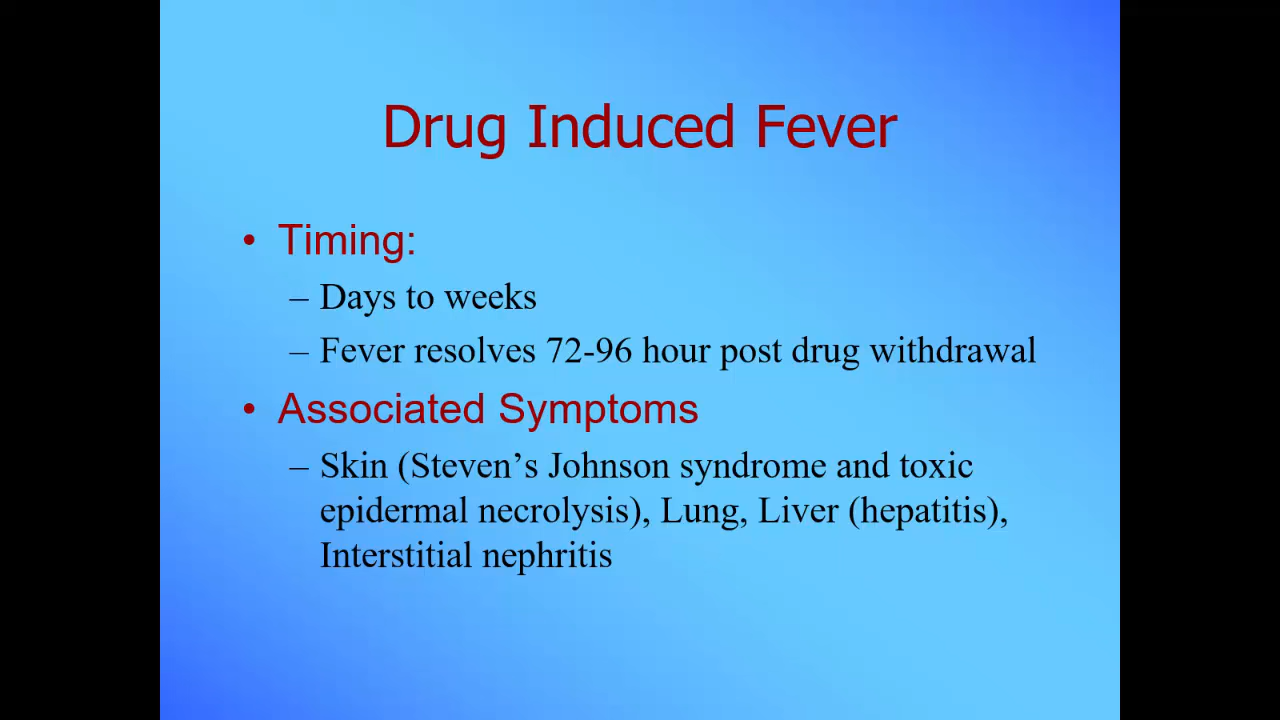 Drug Induced Fever
• Timing:
– Days to weeks
– Fever resolves 72-96 hour post drug withdrawal
• Associated Symptoms
– Skin (Steven’s Johnson syndrome and toxic
epidermal necrolysis), Lung, Liver (hepatitis),
Interstitial nephritis